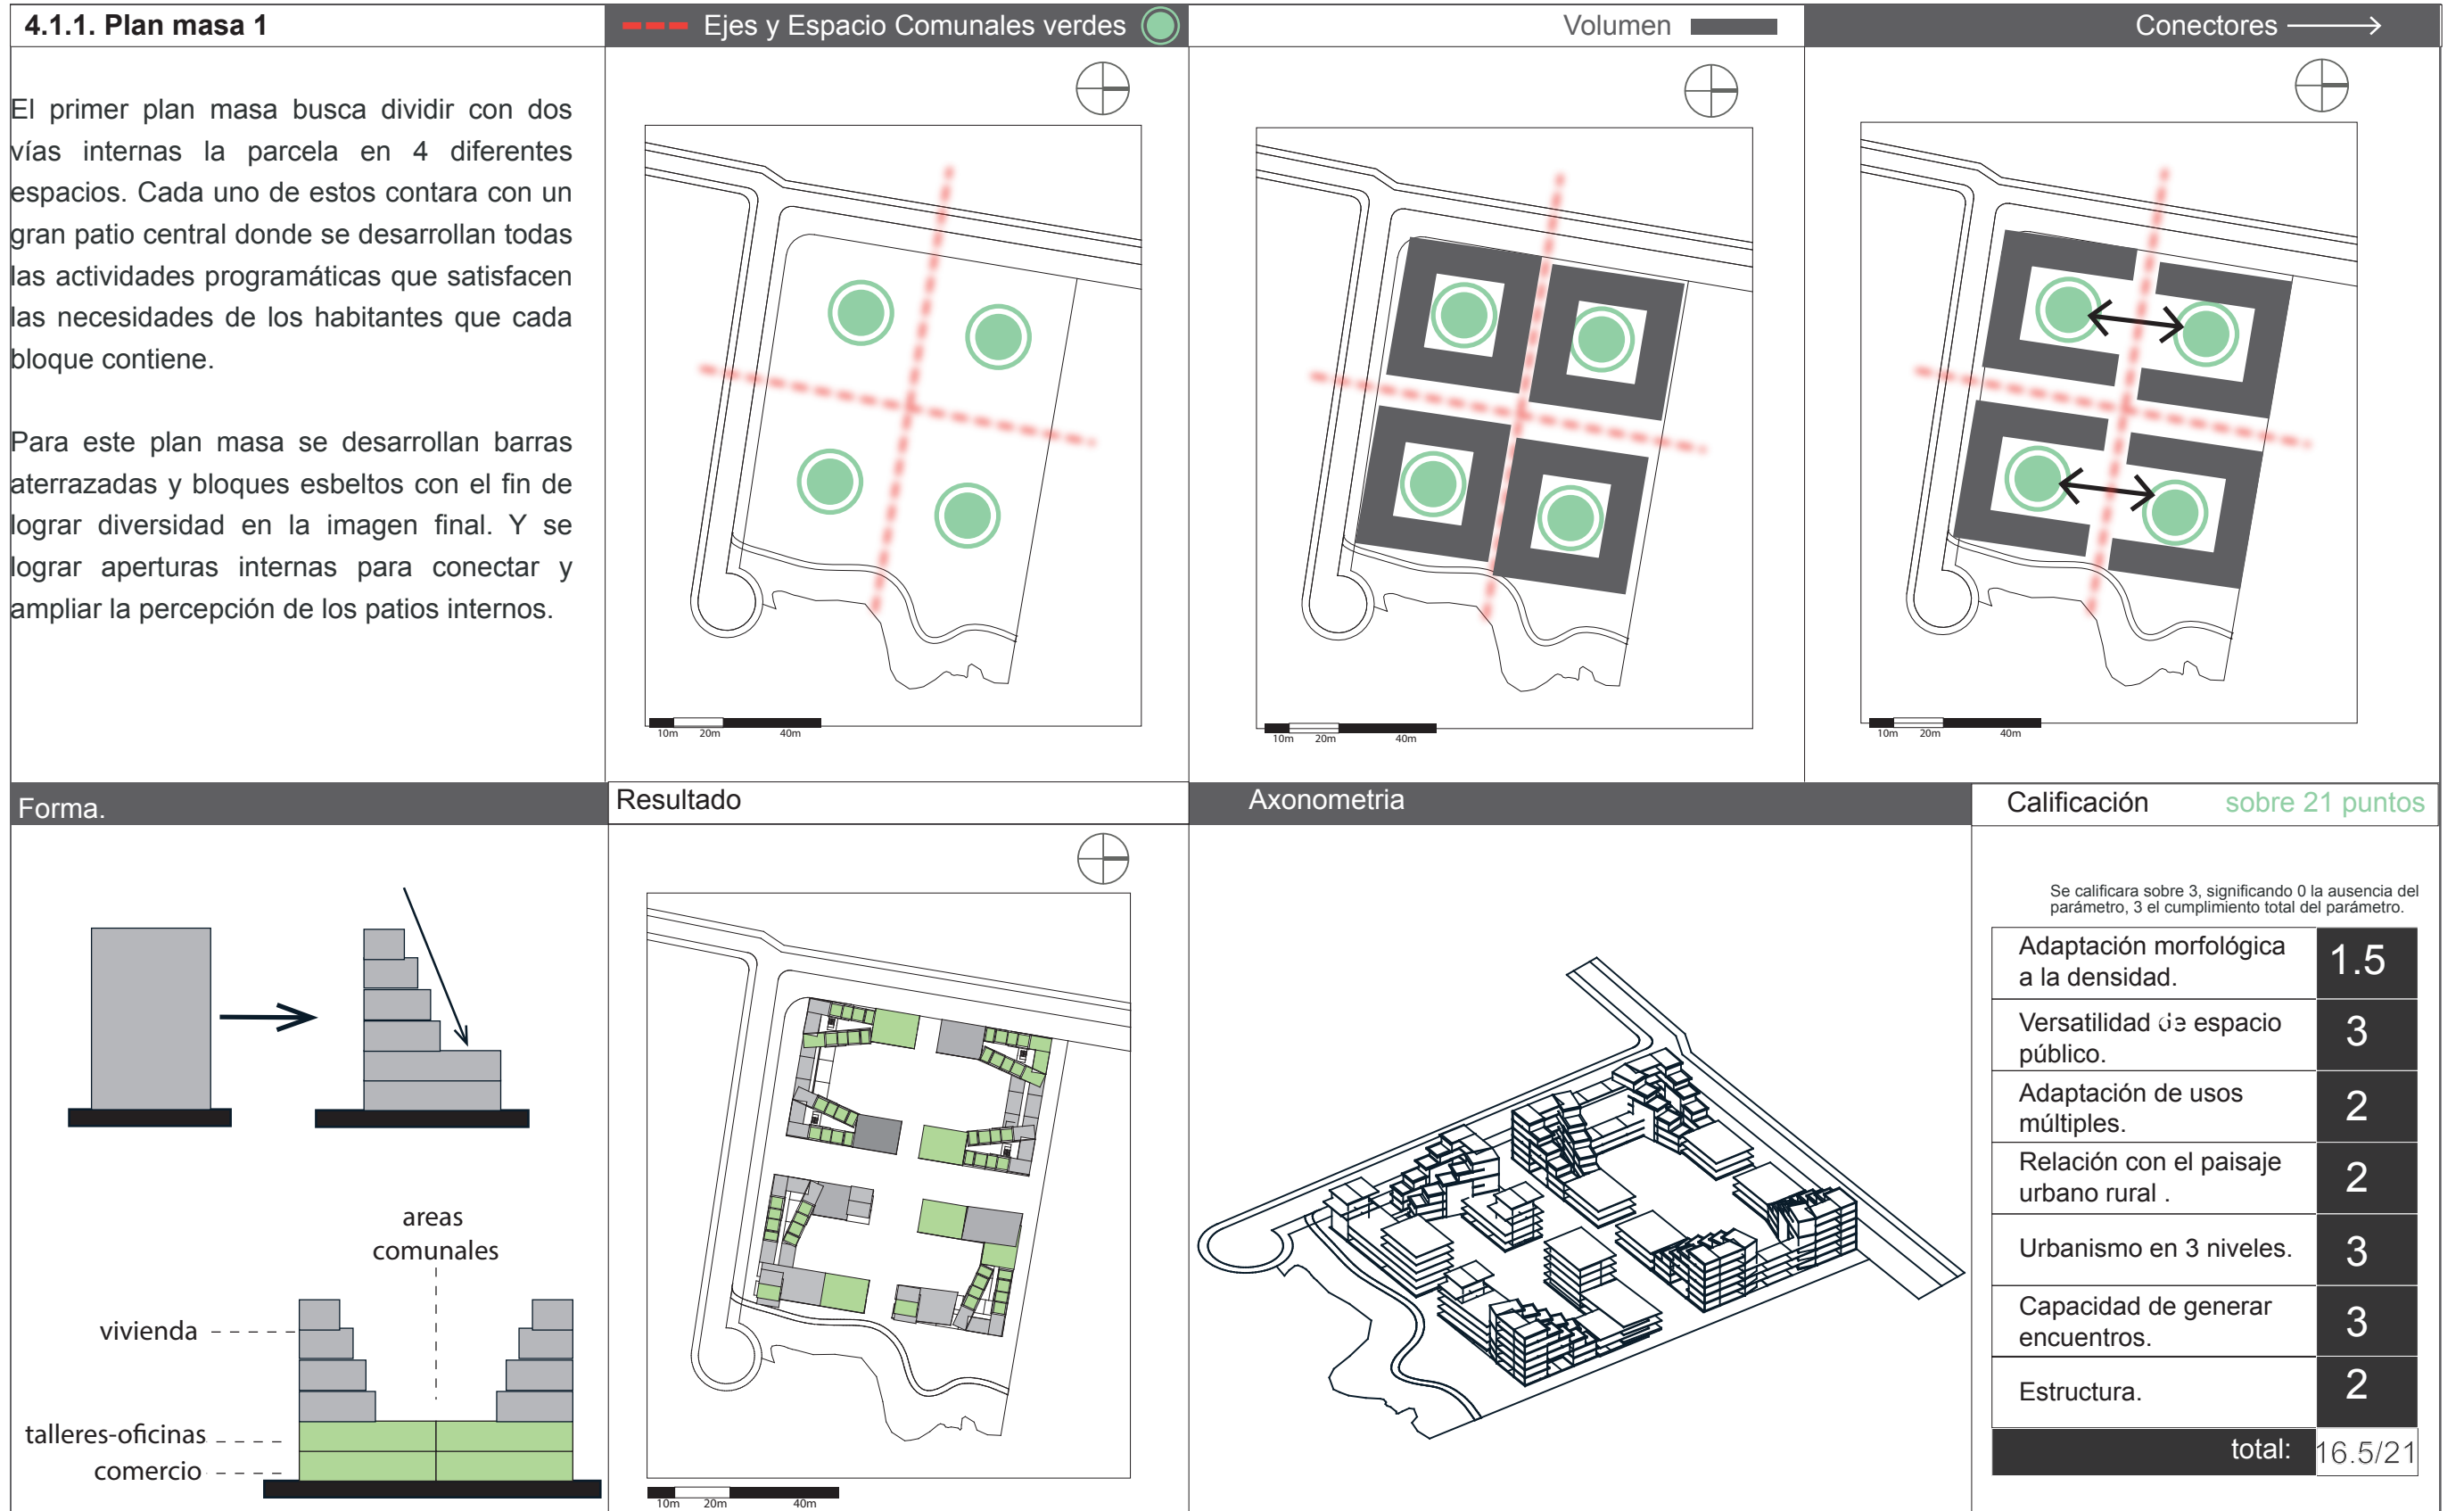 4.1.1. Plan masa 1
Ejes y Espacio Comunales verdes
Volumen
Conectores
El primer plan masa busca dividir con dos
vías internas la parcela en 4 diferentes
espacios. Cada uno de estos contara con un
gran patio central donde se desarrollan todas
las actividades programáticas que satisfacen
las necesidades de los habitantes que cada
bloque contiene.
Para este plan masa se desarrollan barras
aterrazadas y bloques esbeltos con el fin de
lograr diversidad en la imagen final. Y se
lograr aperturas internas para conectar y
ampliar la percepción de los patios internos.
10m 20m 40m
10m 20m 40m
10m 20m 40m
Forma.
areas
comunales
vivienda
talleres-oficinas
comercio
Resultado
10m 20m 40m
Axonometria
Calificación sobre 21 puntos
Se calificara sobre 3, significando 0 la ausencia del
parámetro, 3 el cumplimiento total del parámetro.
Adaptación morfológica
a la densidad.
1.5
Versatilidad de espacio
público.
3
Adaptación de usos
múltiples.
2
Relación con el paisaje
urbano rural .
2
Urbanismo en 3 niveles.
3
Capacidad de generar
encuentros.
3
Estructura.
2
total: 16.5/21